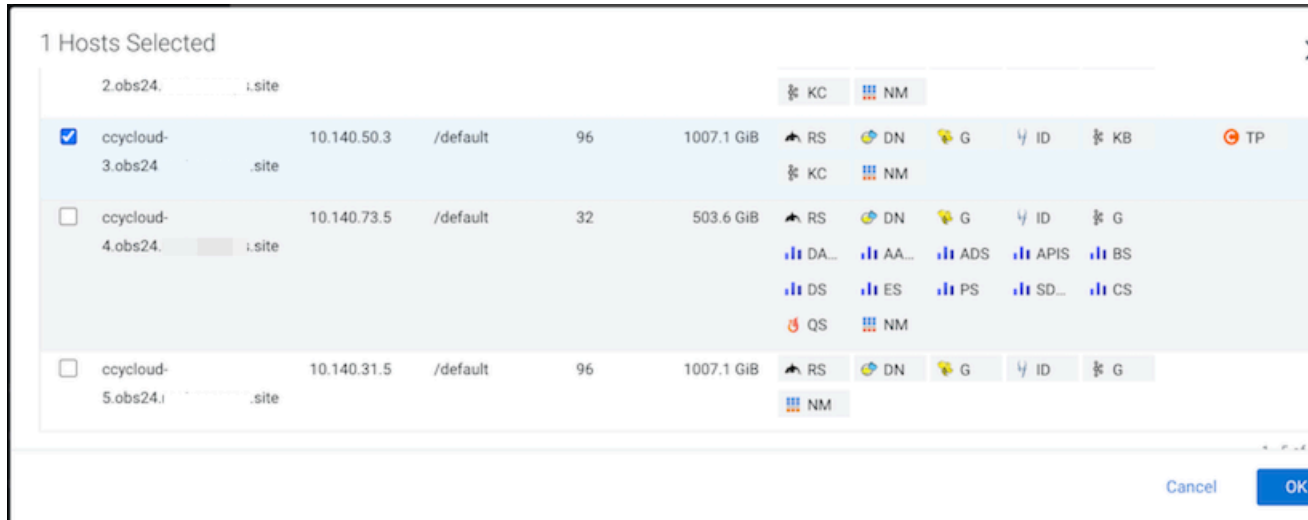 1 Hosts Selected
2.obs24. .site
KC NM
ccycloud- 10.140.50.3 /default 96 1007.1 GiB RS DN G ID KB TP
3.obs24 .site KC NM
ccycloud- 10.140.73.5 /default 32 503.6 GiB RS DN G ID G
4.obs24. .site DA... AA... ADS APIS BS
DS ES PS SD... CS
QS NM
ccycloud- 10.140.31.5 /default 96 1007.1 GiB RS DN G ID G
5.obs24. .site NM
Cancel OK